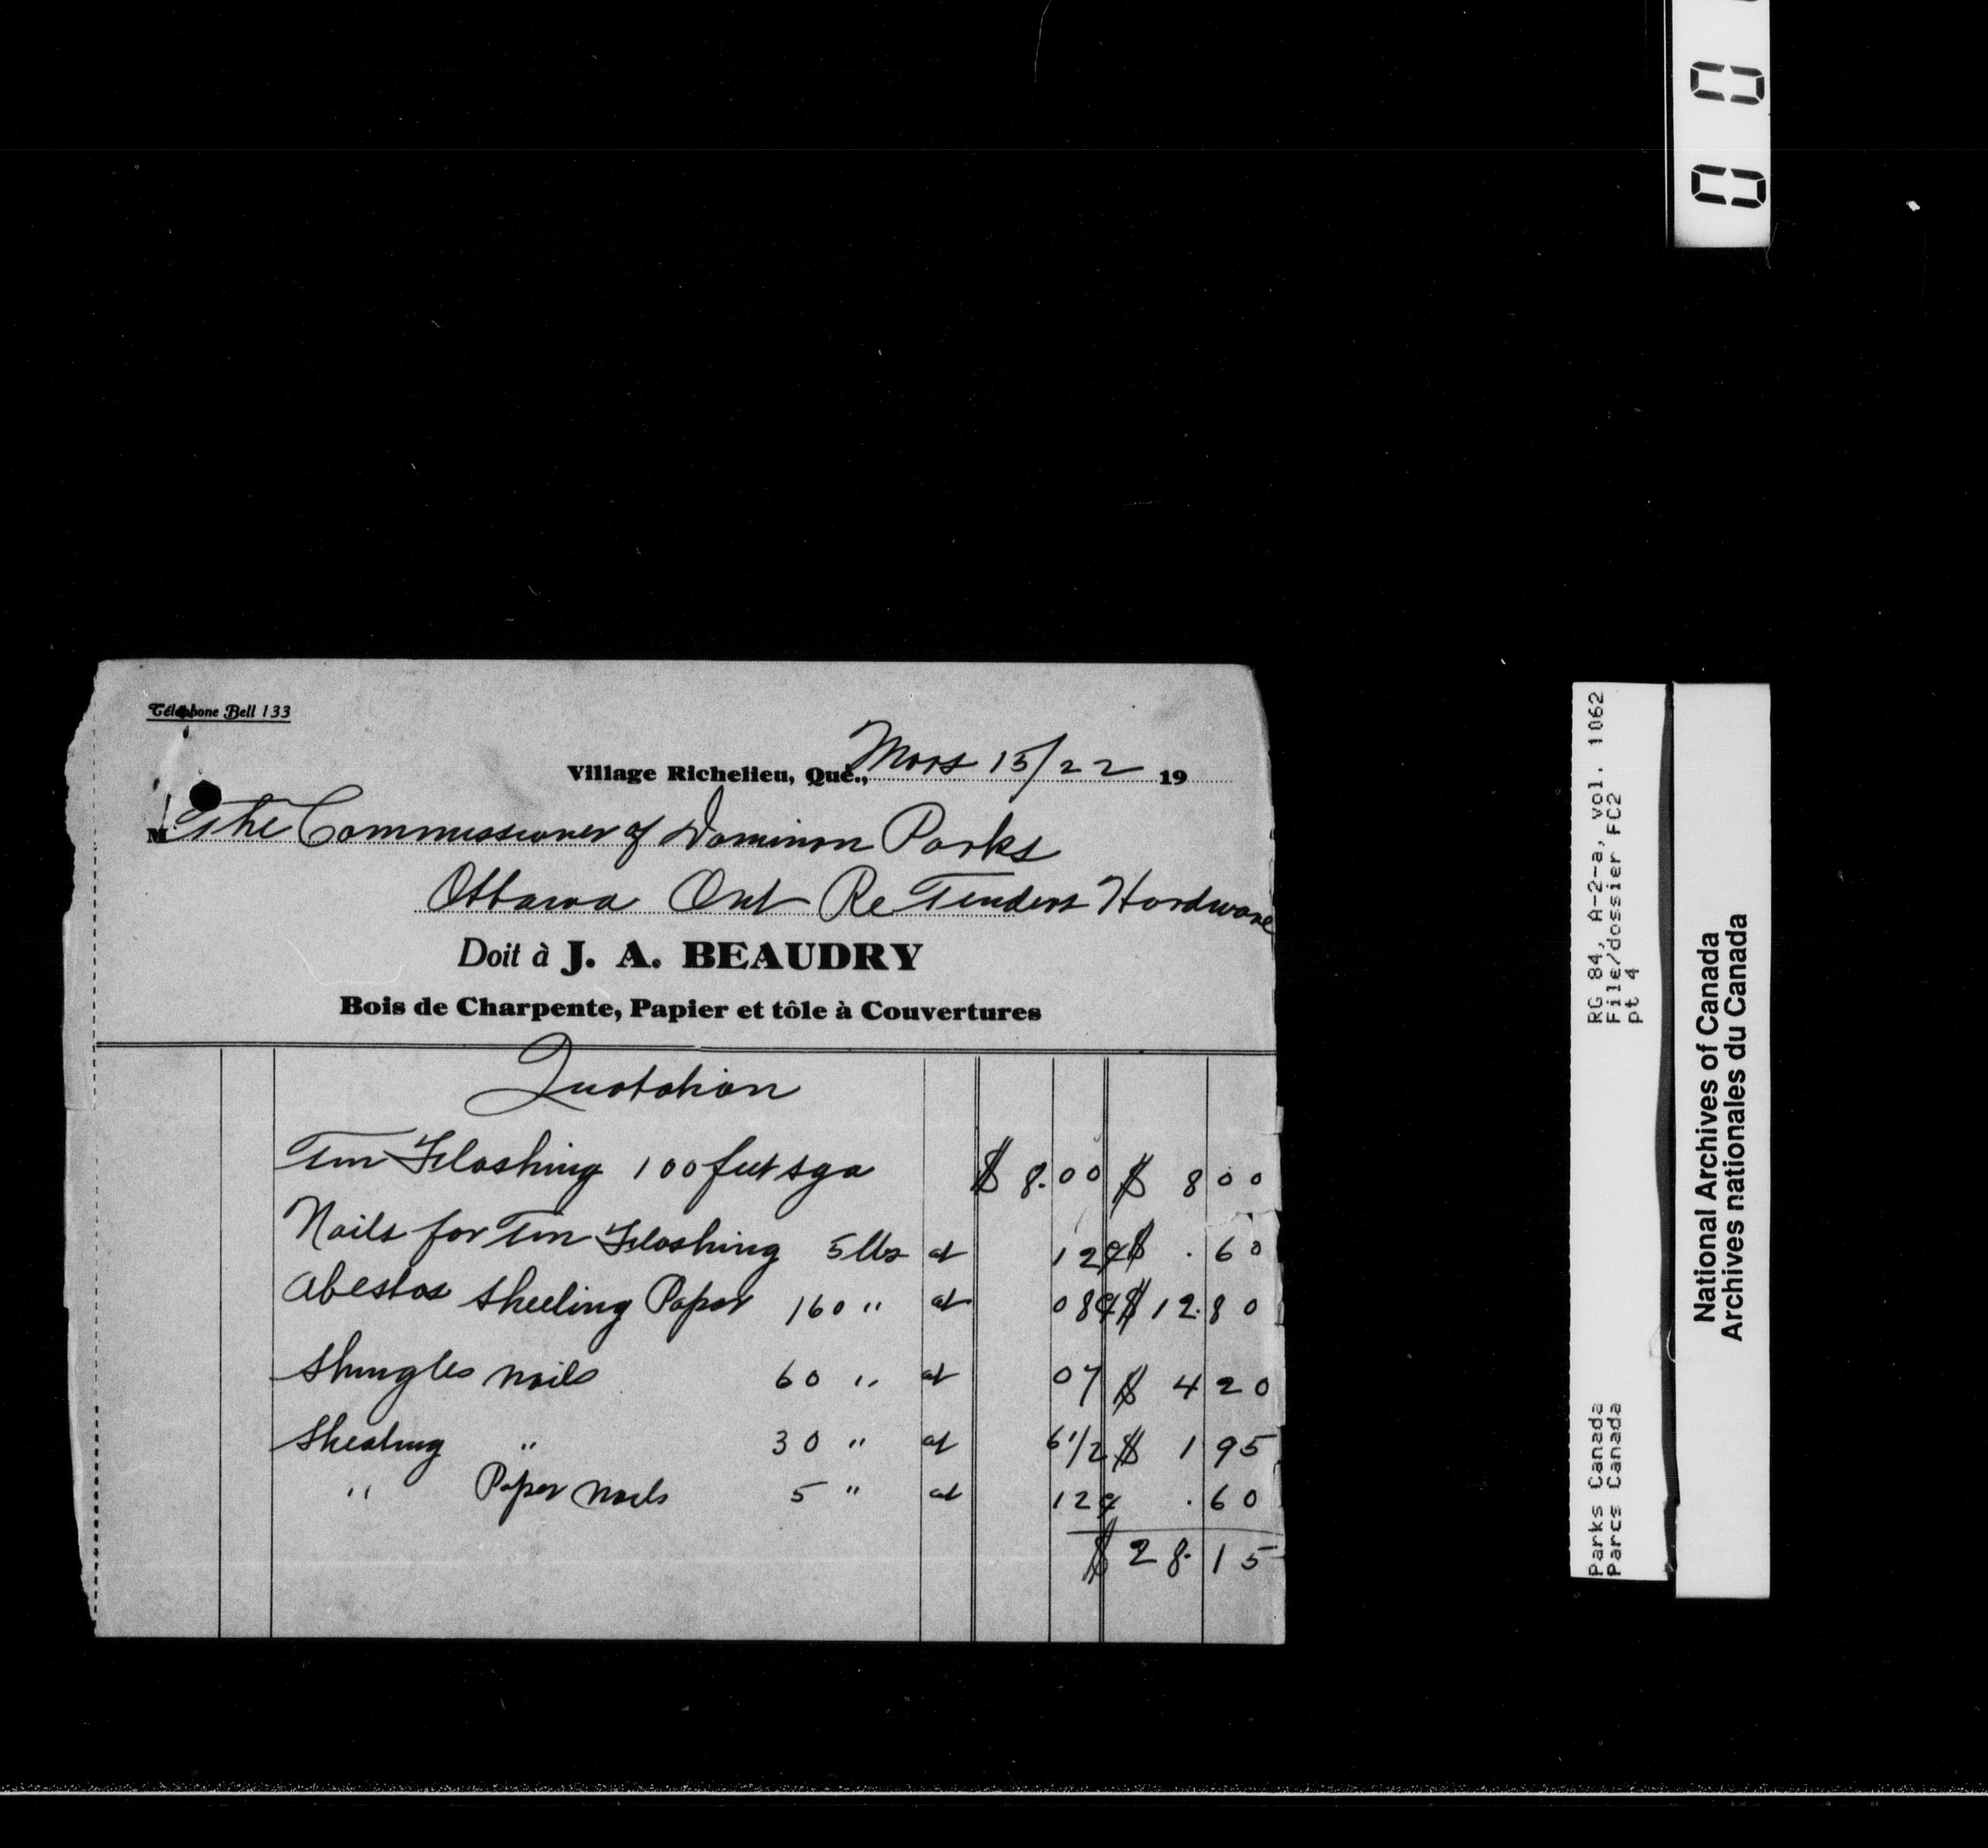 Téléphone Bell 133
Village Richelieu, Que., Mars 15/22 19
M. The Commissioner of Dominion Parks
Ottawa Ont Re Tenders Hardware
Doit à J. A. BEAUDRY
Bois de Charpente, Papier et tôle à Couvertures
Quotation
Tin Flashing 100 feet sqa $ 8.00 $ 8 00
Nails for Tin Flashing 5 lbs at 12¢ $ .60
Abestos Sheeting Paper 160 " at 08¢ $ 12.80
Shingles nails 60 " at 07 $ 4 20
Sheating " 30 " at 6 1/2 $ 1 95
" Paper nails 5 " at 12¢ .60
$ 28.15
0 0
RG 84, A-2-a, vol. 1062
File/dossier FC2
pt 4
Parks Canada
Parcs Canada
National Archives of Canada
Archives nationales du Canada